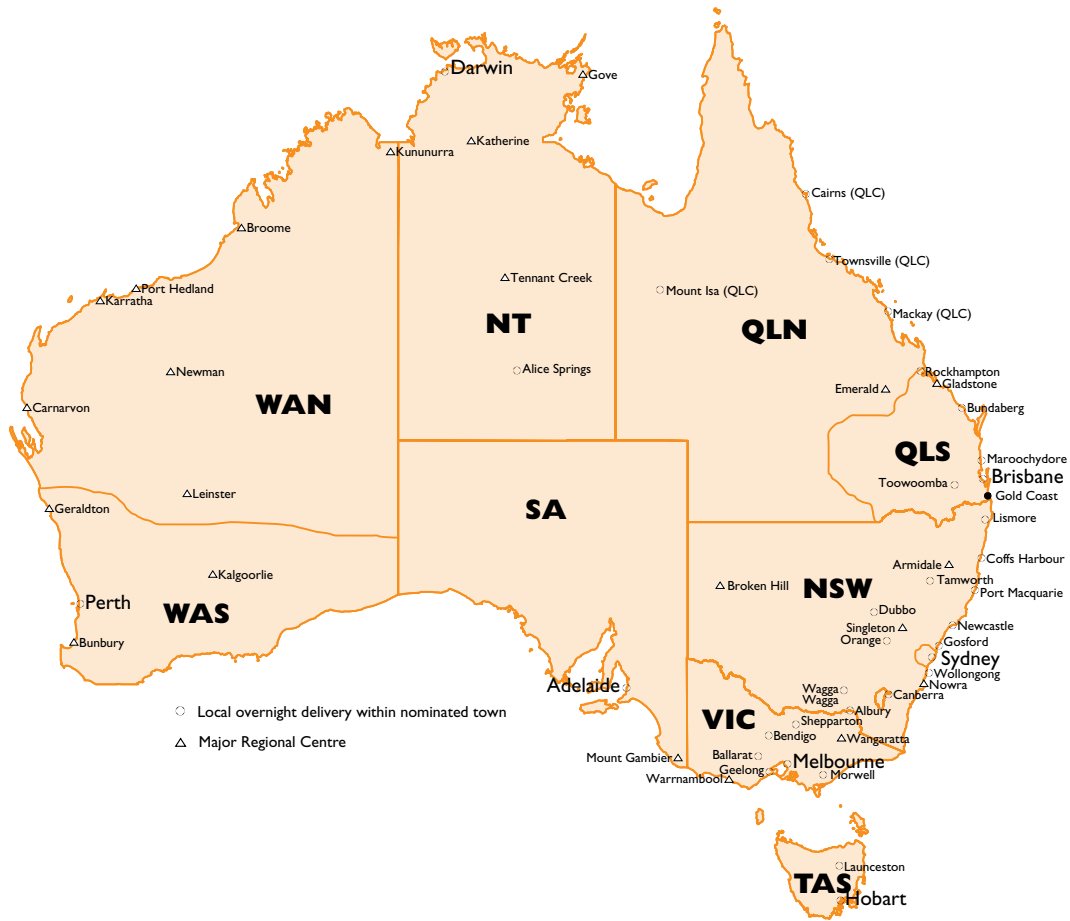 Darwin
Gove
Katherine
Kununurra
Cairns (QLC)
Broome
Townsville (QLC)
Tennant Creek
Port Hedland
Mount Isa (QLC)
Karratha
Mackay (QLC)
NT
QLN
Alice Springs
Newman
Rockhampton
Gladstone
Emerald
WAN
Carnarvon
Bundaberg
QLS
Maroochydore
Brisbane
Toowoomba
Leinster
Gold Coast
Geraldton
SA
Lismore
Coffs Harbour
Armidale
Kalgoorlie
Tamworth
Broken Hill
NSW
Port Macquarie
Perth
Dubbo
WAS
Newcastle
Singleton
Orange
Bunbury
Gosford
Sydney
Wollongong
Adelaide
Nowra
Wagga
Wagga
Canberra
Local overnight delivery within nominated town
Albury
VIC
Shepparton
Bendigo
Major Regional Centre
Wangaratta
Mount Gambier
Ballarat
Melbourne
Geelong
Morwell
Warrnambool
Launceston
TAS
Hobart